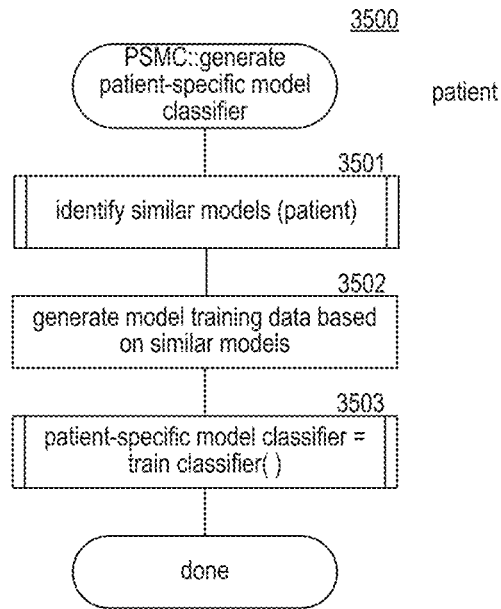 3500
PSMC::generate
patient-specific model
classifier
patient
3501
identify similar models (patient)
3502
generate model training data based
on similar models
3503
patient-specific model classifier =
train classifier( )
done